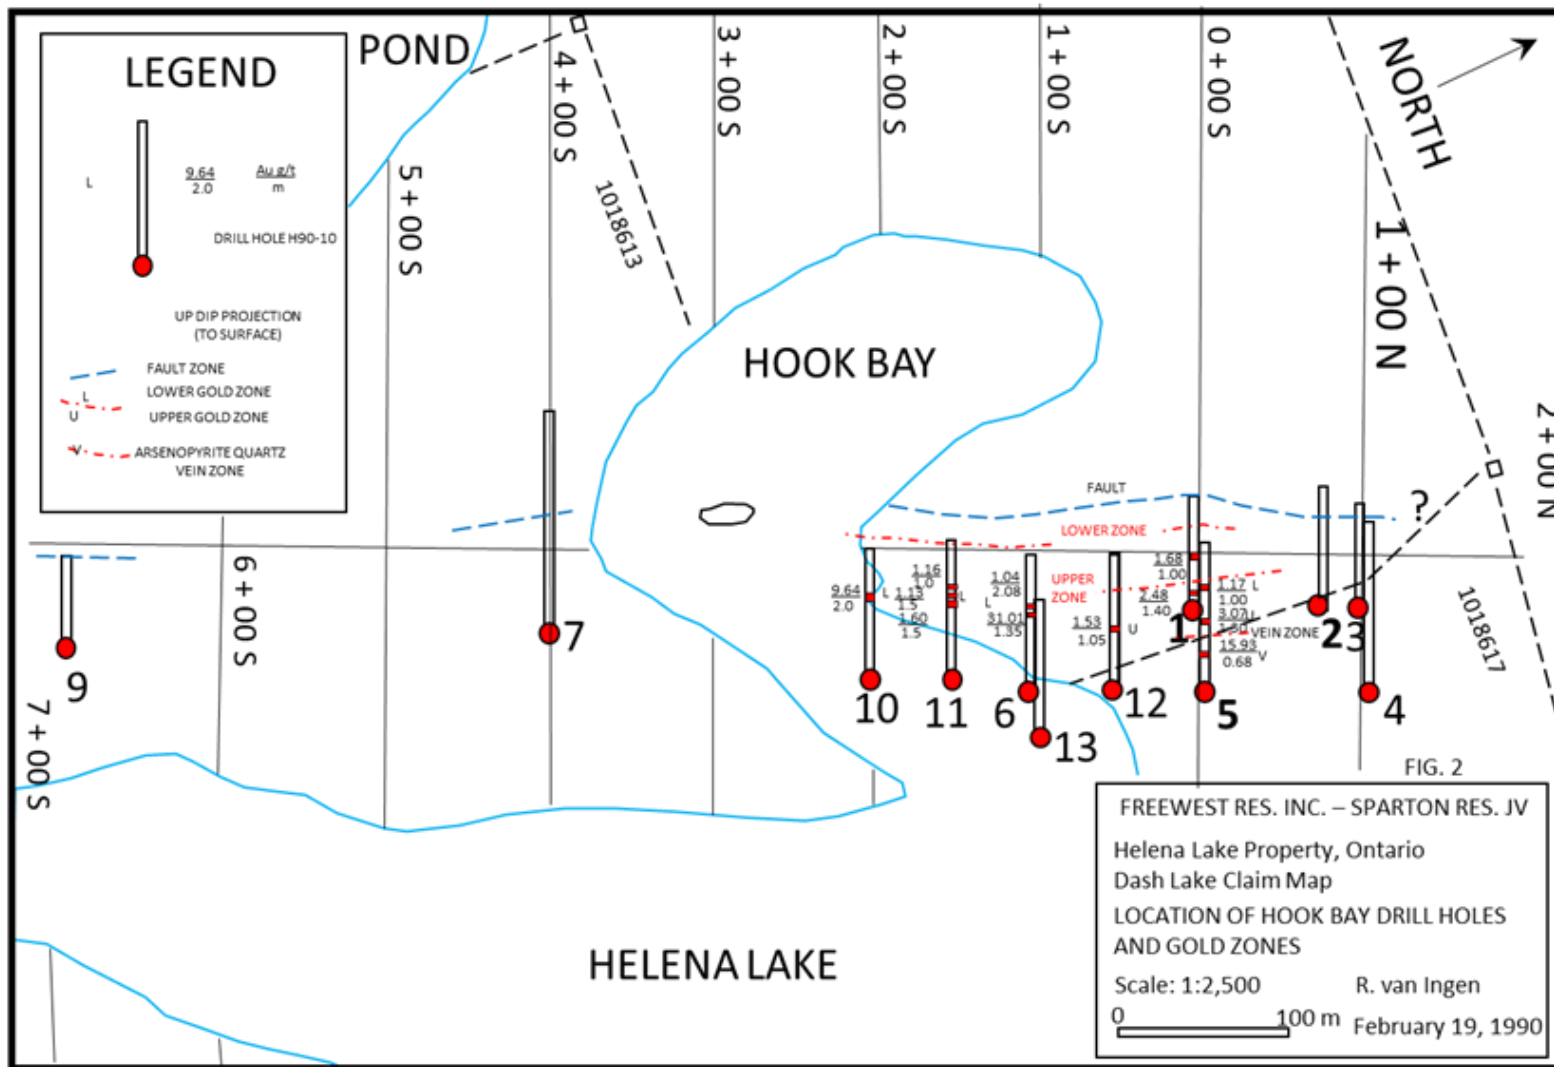 LEGEND
L
9.64
2.0
Au g/t
m
DRILL HOLE H90-10
UP DIP PROJECTION
(TO SURFACE)
FAULT ZONE
L
LOWER GOLD ZONE
U
UPPER GOLD ZONE
V
ARSENOPYRITE QUARTZ
VEIN ZONE
POND
4 + 00 S
3 + 00 S
2 + 00 S
1 + 00 S
0 + 00 S
NORTH
5 + 00 S
1018613
1 + 00 N
2 + 00 N
HOOK BAY
FAULT
?
LOWER ZONE
UPPER
ZONE
1.68
1.00
2.48
1.40
1.17 L
1.00
3.07 L
VEIN ZONE
15.93
0.68
V
1.16
1.0
9.64
2.0
L
1.13
1.5
L
1.60
1.5
1.04
2.08
L
31.01
1.35
1.53
1.05
U
1018617
6 + 00 S
7 + 00 S
9
7
10
11
6
13
12
1
5
2
3
4
FIG. 2
HELENA LAKE
FREEWEST RES. INC. – SPARTON RES. JV
Helena Lake Property, Ontario
Dash Lake Claim Map
LOCATION OF HOOK BAY DRILL HOLES
AND GOLD ZONES
Scale: 1:2,500
R. van Ingen
0
100 m
February 19, 1990